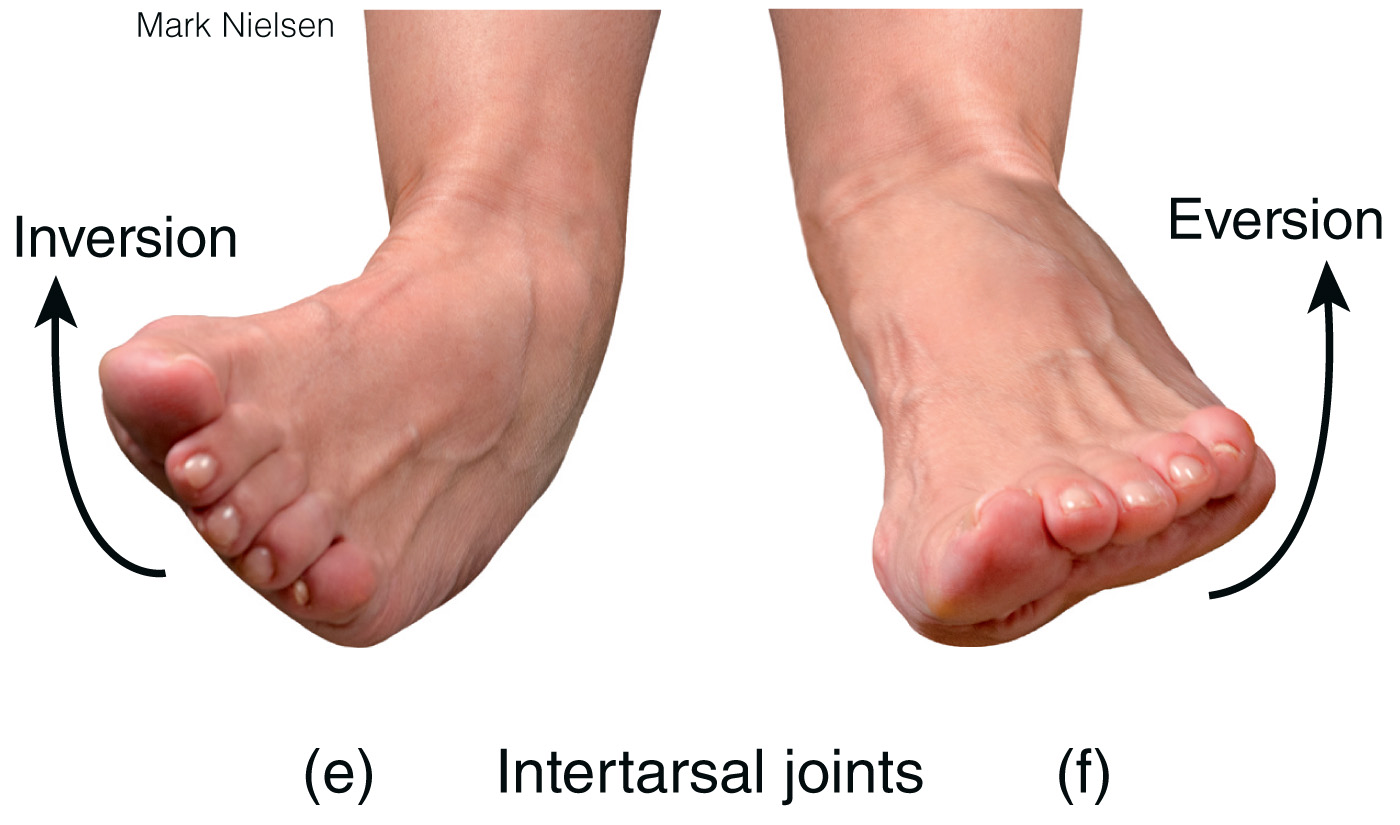 Mark Nielsen
Inversion
Eversion
(e) Intertarsal joints (f)